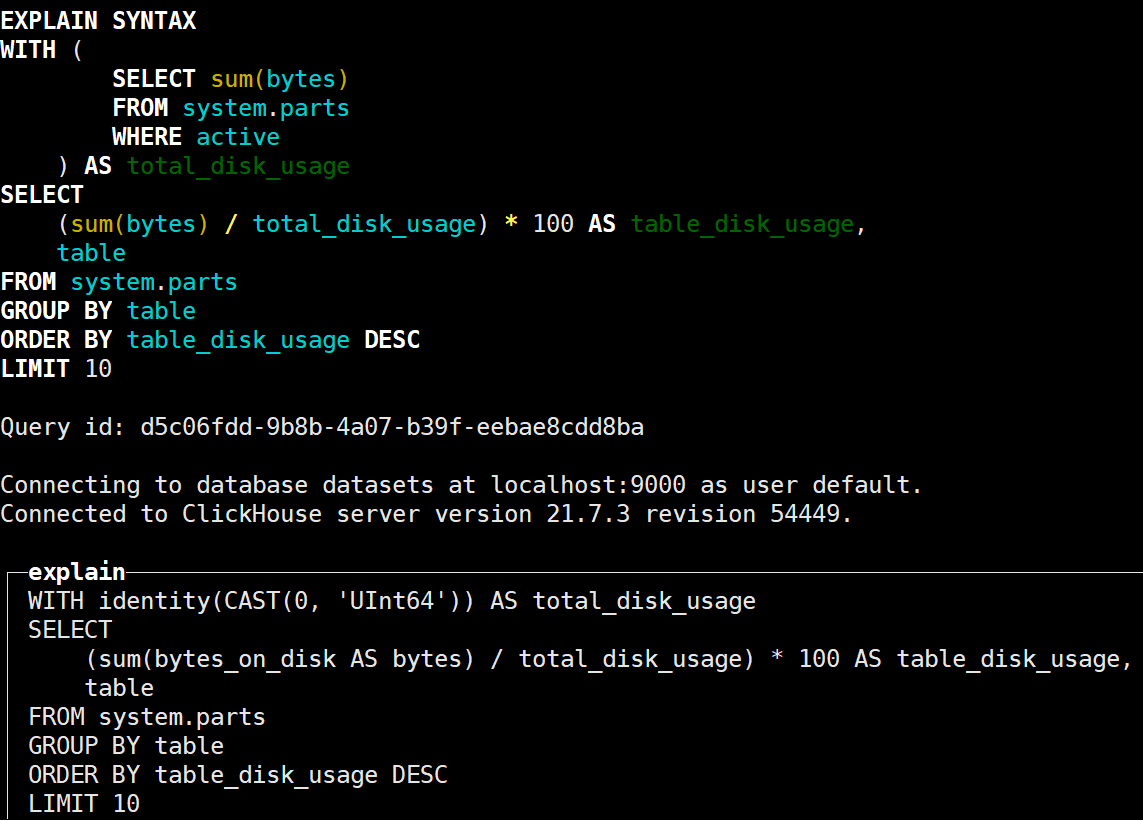 EXPLAIN SYNTAX
WITH (
        SELECT sum(bytes)
        FROM system.parts
        WHERE active
    ) AS total_disk_usage
SELECT
    (sum(bytes) / total_disk_usage) * 100 AS table_disk_usage,
    table
FROM system.parts
GROUP BY table
ORDER BY table_disk_usage DESC
LIMIT 10
Query id: d5c06fdd-9b8b-4a07-b39f-eebae8cdd8ba
Connecting to database datasets at localhost:9000 as user default.
Connected to ClickHouse server version 21.7.3 revision 54449.
explain
WITH identity(CAST(0, 'UInt64')) AS total_disk_usage
SELECT
    (sum(bytes_on_disk AS bytes) / total_disk_usage) * 100 AS table_disk_usage,
    table
FROM system.parts
GROUP BY table
ORDER BY table_disk_usage DESC
LIMIT 10